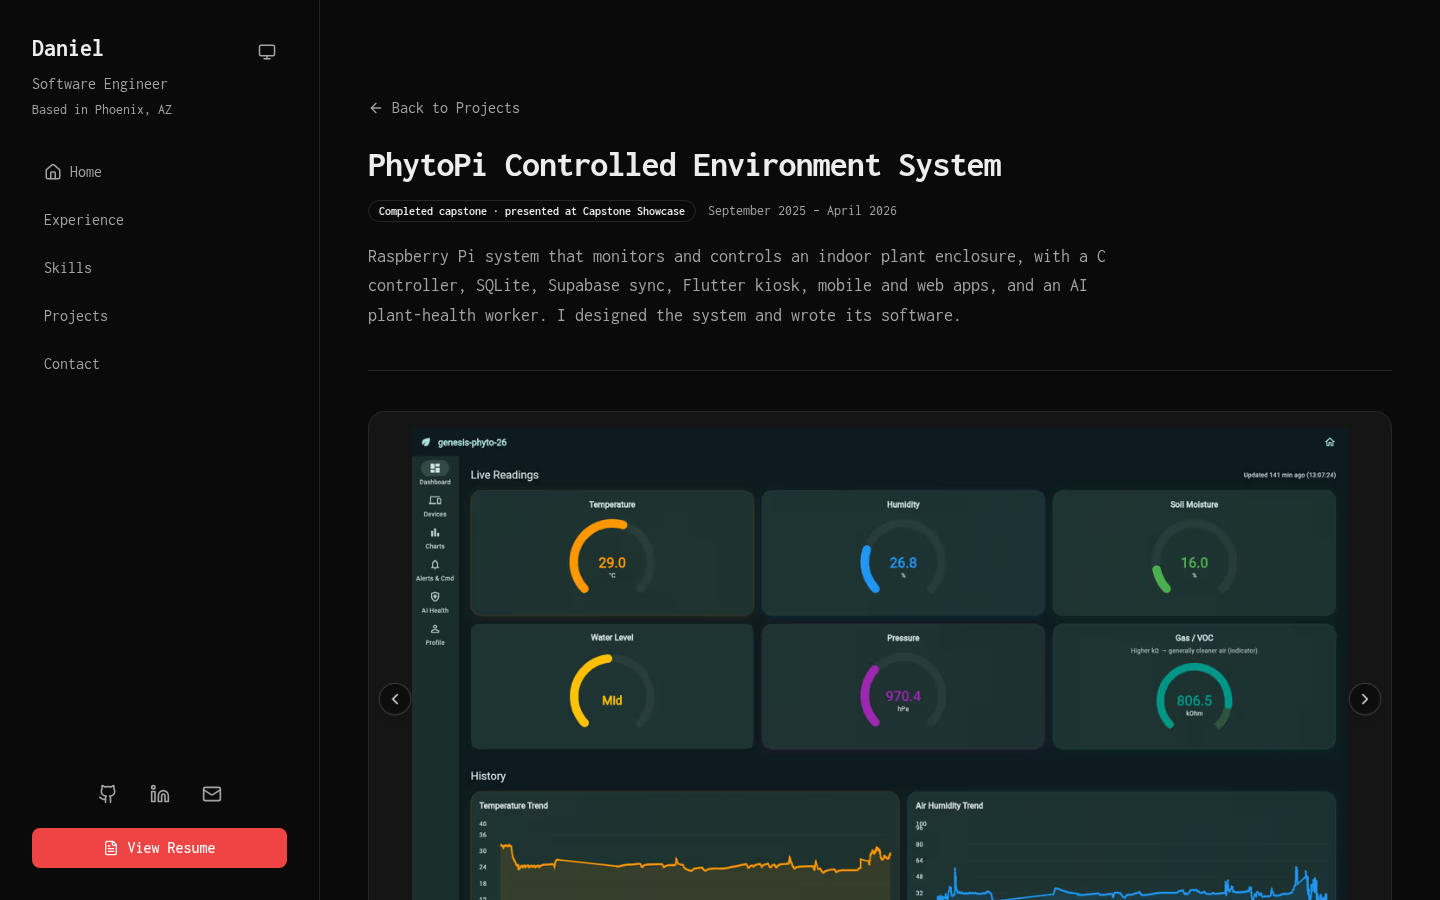 Daniel
Software Engineer
Based in Phoenix, AZ
Home
Experience
Skills
Projects
Contact
View Resume
Back to Projects
PhytoPi Controlled Environment System
Completed capstone · presented at Capstone Showcase
September 2025 – April 2026
Raspberry Pi system that monitors and controls an indoor plant enclosure, with a C
controller, SQLite, Supabase sync, Flutter kiosk, mobile and web apps, and an AI
plant-health worker. I designed the system and wrote its software.
genesis-phyto-26
Dashboard
Devices
Charts
Alerts & Cmd
AI Health
Profile
Live Readings
Updated 141 min ago (13:07:24)
Temperature
29.0
°C
Humidity
26.8
%
Soil Moisture
16.0
%
Water Level
Mid
Pressure
970.4
hPa
Gas / VOC
Higher kΩ → generally cleaner air (indicator)
806.5
kOhm
History
Temperature Trend
40
36
30
24
18
12
Air Humidity Trend
100
96
80
64
48
32